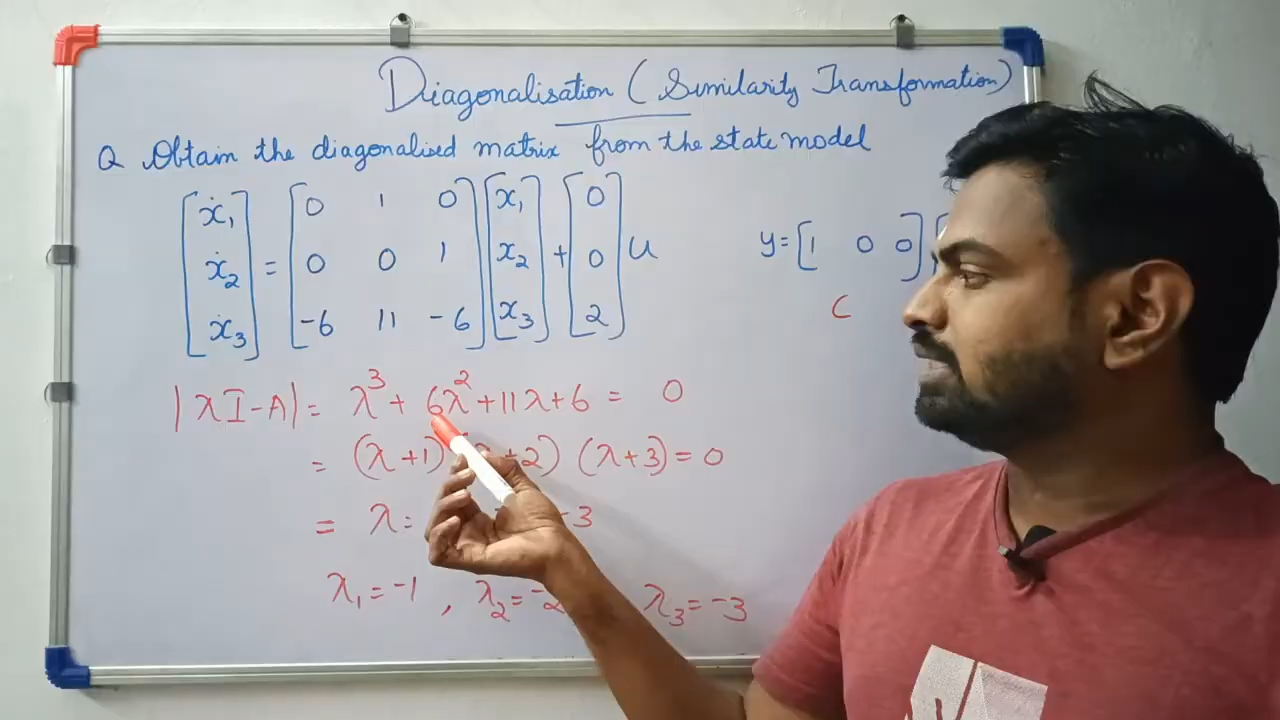 Diagonalisation (Similarity Transformation)
Q Obtain the diagonalised matrix from the state model
[ẋ₁ ẋ₂ ẋ₃] = [0 1 0; 0 0 1; -6 11 -6] [x₁ x₂ x₃] + [0 0 2] u
y = [1 0 0] [
C
|λI-A| = λ³ + 6λ² + 11λ + 6 = 0
= (λ+1) +2) (λ+3) = 0
= λ = -3
λ₁ = -1 , λ₂ = -2 λ₃ = -3